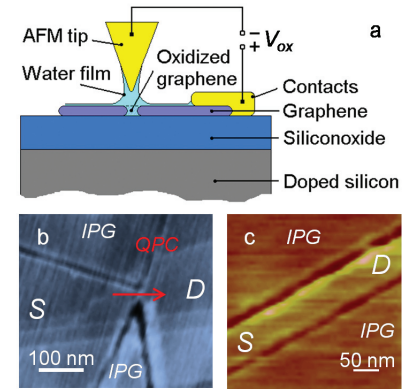 AFM tip
− V_ox
+
a
Water film
Oxidized
graphene
Contacts
Graphene
Siliconoxide
Doped silicon
b
IPG
QPC
S
D
IPG
100 nm
c
IPG
D
S
IPG
50 nm